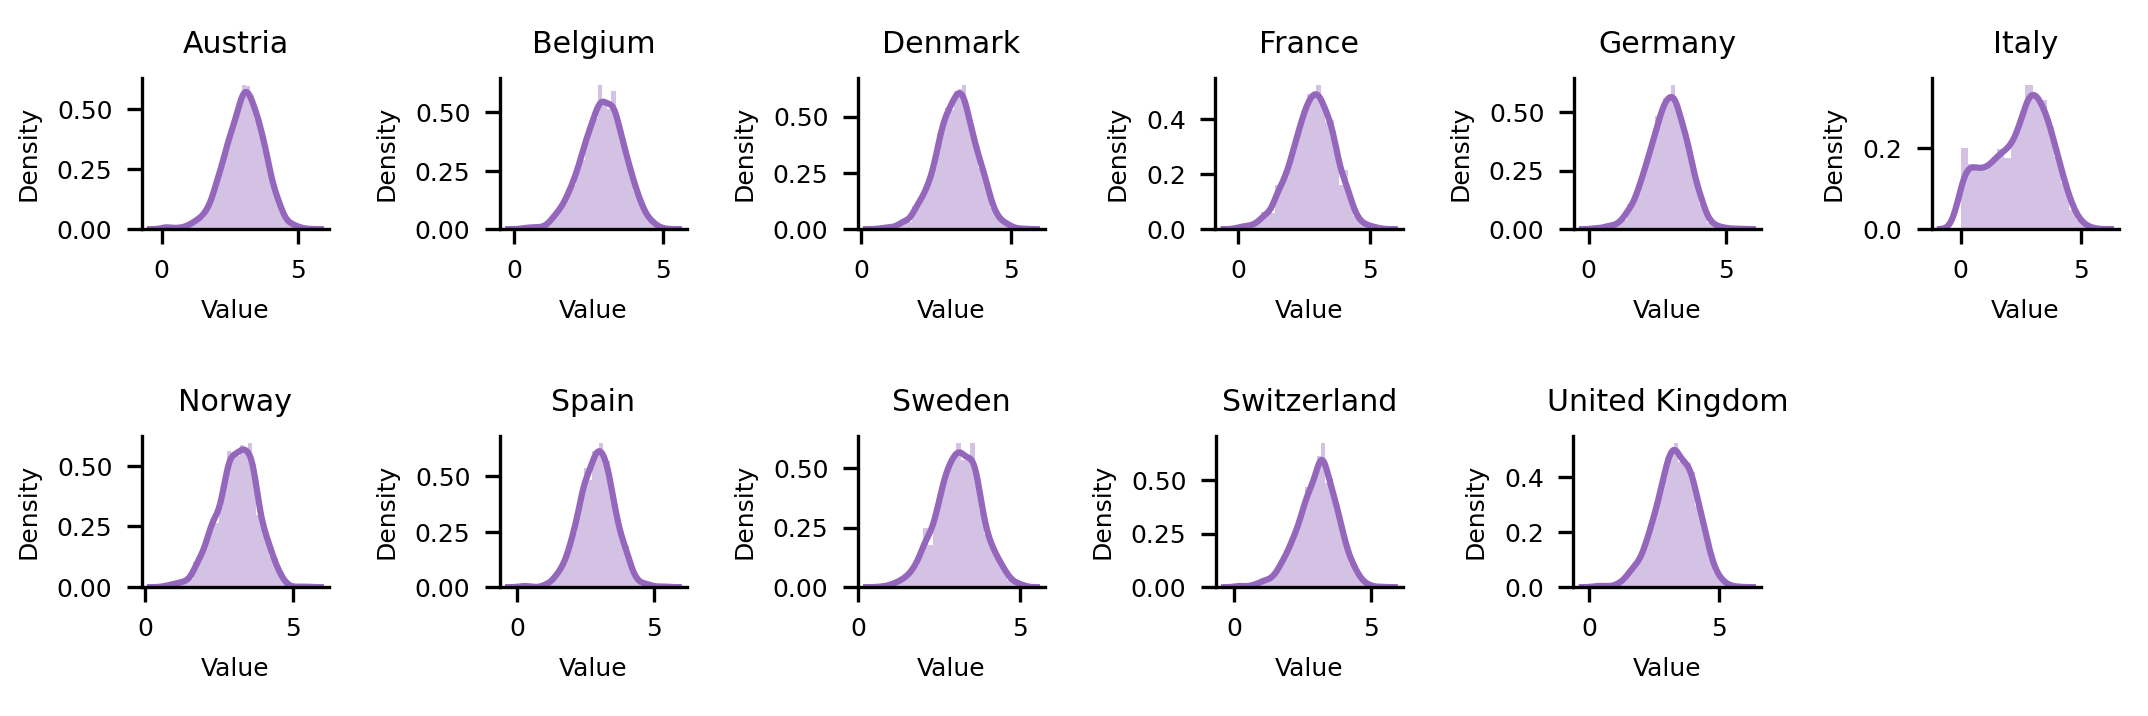 Austria
Belgium
Denmark
France
Germany
Italy
Density
0.50
0.25
0.00
0
5
Value
Density
0.50
0.25
0.00
0
5
Value
Density
0.50
0.25
0.00
0
5
Value
Density
0.4
0.2
0.0
0
5
Value
Density
0.50
0.25
0.00
0
5
Value
Density
0.2
0.0
0
5
Value
Norway
Spain
Sweden
Switzerland
United Kingdom
Density
0.50
0.25
0.00
0
5
Value
Density
0.50
0.25
0.00
0
5
Value
Density
0.50
0.25
0.00
0
5
Value
Density
0.50
0.25
0.00
0
5
Value
Density
0.4
0.2
0.0
0
5
Value